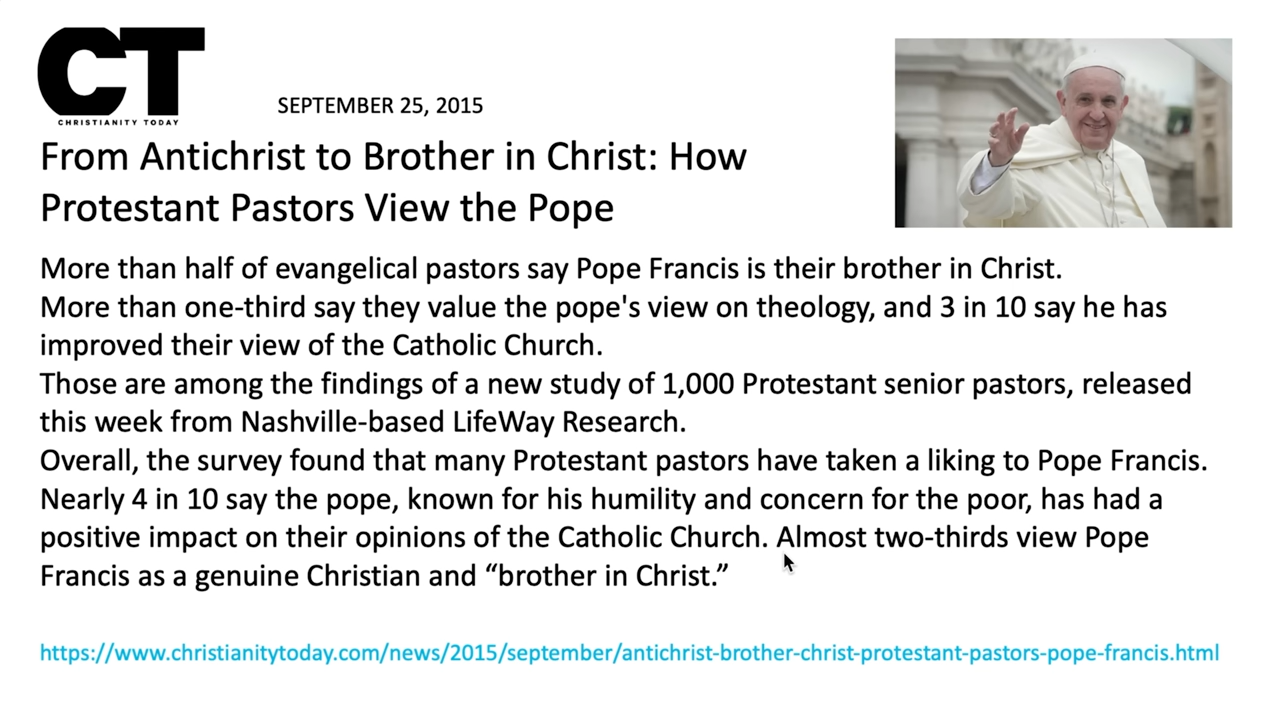 CT
CHRISTIANITY TODAY
SEPTEMBER 25, 2015
From Antichrist to Brother in Christ: How
Protestant Pastors View the Pope
More than half of evangelical pastors say Pope Francis is their brother in Christ.
More than one-third say they value the pope's view on theology, and 3 in 10 say he has
improved their view of the Catholic Church.
Those are among the findings of a new study of 1,000 Protestant senior pastors, released
this week from Nashville-based LifeWay Research.
Overall, the survey found that many Protestant pastors have taken a liking to Pope Francis.
Nearly 4 in 10 say the pope, known for his humility and concern for the poor, has had a
positive impact on their opinions of the Catholic Church. Almost two-thirds view Pope
Francis as a genuine Christian and “brother in Christ.”
https://www.christianitytoday.com/news/2015/september/antichrist-brother-christ-protestant-pastors-pope-francis.html